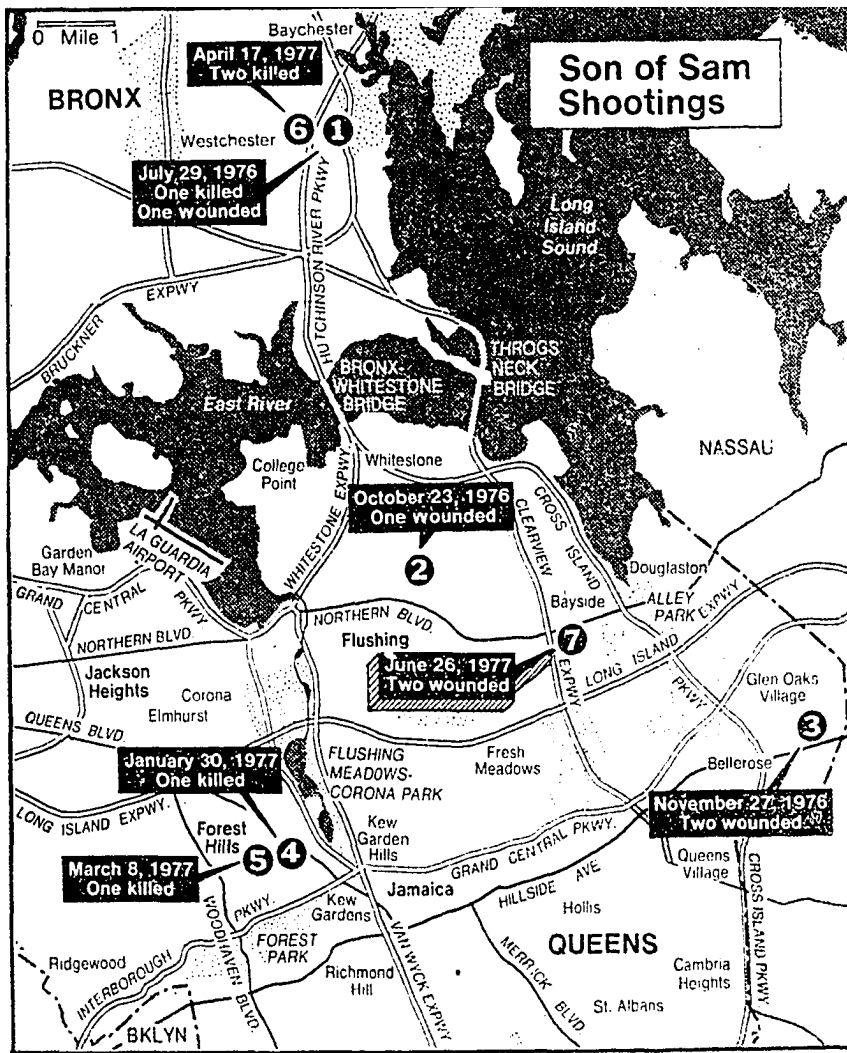 0 Mile 1
Baychester
April 17, 1977
Two killed
Son of Sam
Shootings
BRONX
Westchester
6
1
July 29, 1976
One killed
One wounded
HUTCHINSON RIVER PKWY
Long
Island
Sound
BRUCKNER
EXPWY
BRONX-
WHITESTONE
BRIDGE
THROGS
NECK
BRIDGE
East River
NASSAU
College
Point
Whitestone
October 23, 1976
One wounded
WHITESTONE EXPWY.
CLEARVIEW
EXPWY
CROSS ISLAND
PKWY
LA GUARDIA
AIRPORT
Garden
Bay Manor
2
Douglaston
GRAND CENTRAL PKWY
Bayside
ALLEY
PARK
NORTHERN BLVD.
NORTHERN BLVD.
Flushing
7
June 26, 1977
Two wounded
LONG ISLAND EXPWY
Jackson
Heights
Corona
Elmhurst
Glen Oaks
Village
QUEENS BLVD.
3
January 30, 1977
One killed
FLUSHING
MEADOWS-
CORONA PARK
Fresh
Meadows
Bellerose
LONG ISLAND EXPWY.
November 27, 1976
Two wounded
Forest
Hills
4
5
Kew
Garden
Hills
GRAND CENTRAL PKWY.
March 8, 1977
One killed
Queens
Village
Jamaica
HILLSIDE AVE
Kew
Gardens
Hollis
CROSS ISLAND PKWY
INTERBOROUGH PKWY.
WOODHAVEN BLVD.
FOREST
PARK
VAN WYCK EXPWY
MERRICK BLVD.
QUEENS
Ridgewood
Richmond
Hill
Cambria
Heights
St. Albans
BKLYN